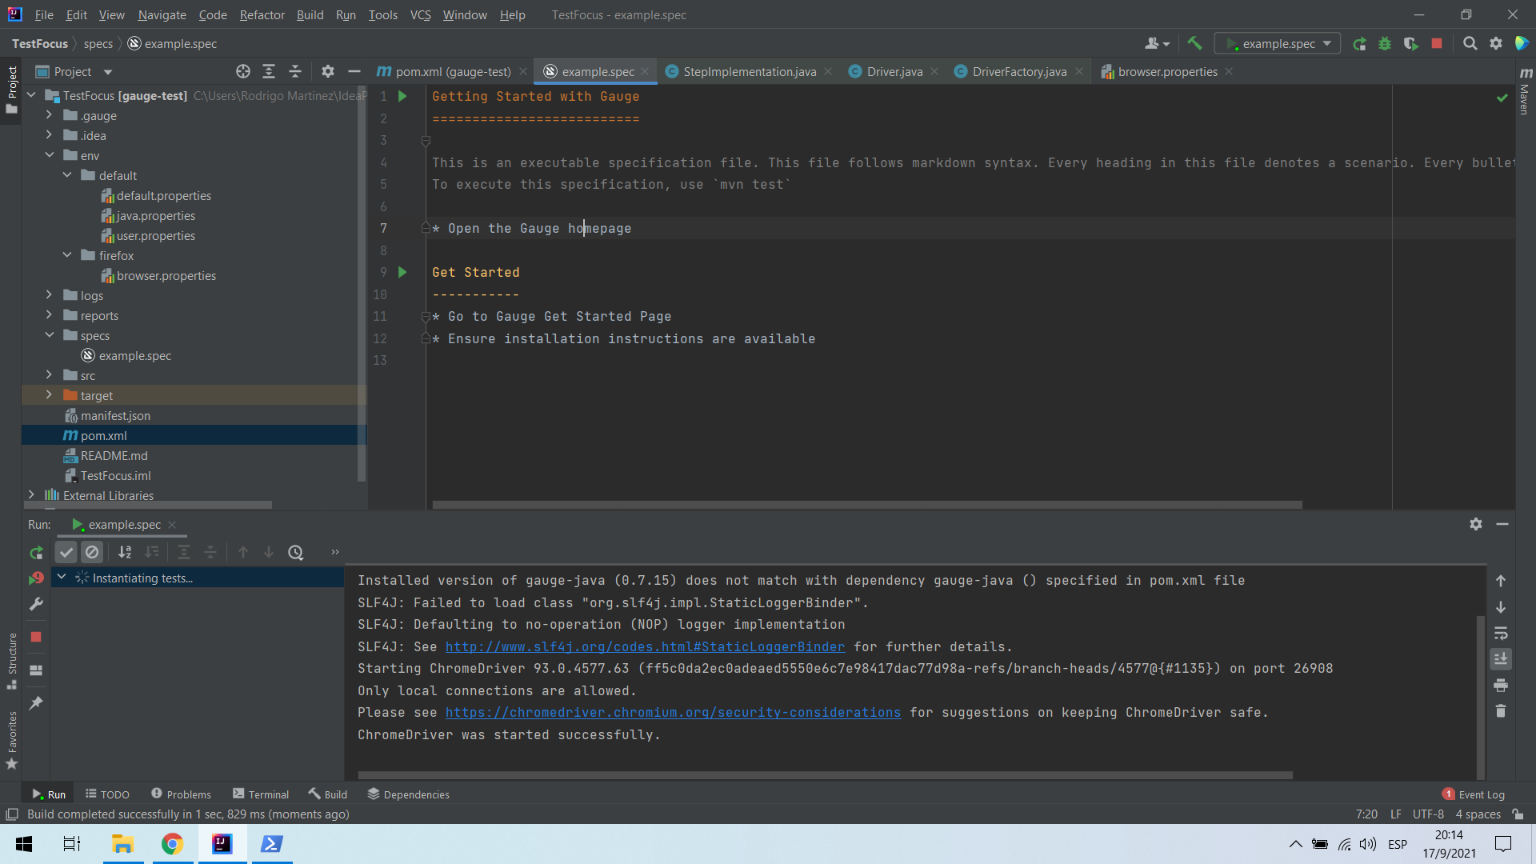 File Edit View Navigate Code Refactor Build Run Tools VCS Window Help TestFocus - example.spec
TestFocus specs example.spec
example.spec
Project
pom.xml (gauge-test) example.spec StepImplementation.java Driver.java DriverFactory.java browser.properties
Project
Maven
TestFocus [gauge-test] C:\Users\Rodrigo Martinez\IdeaP
.gauge
.idea
env
default
default.properties
java.properties
user.properties
firefox
browser.properties
logs
reports
specs
example.spec
src
target
manifest.json
pom.xml
README.md
TestFocus.iml
External Libraries
1 Getting Started with Gauge
2 ==========================
3
4 This is an executable specification file. This file follows markdown syntax. Every heading in this file denotes a scenario. Every bullet
5 To execute this specification, use `mvn test`
6
7 * Open the Gauge homepage
8
9 Get Started
10 -----------
11 * Go to Gauge Get Started Page
12 * Ensure installation instructions are available
13
Run: example.spec
Instantiating tests...
Installed version of gauge-java (0.7.15) does not match with dependency gauge-java () specified in pom.xml file
SLF4J: Failed to load class "org.slf4j.impl.StaticLoggerBinder".
SLF4J: Defaulting to no-operation (NOP) logger implementation
SLF4J: See http://www.slf4j.org/codes.html#StaticLoggerBinder for further details.
Starting ChromeDriver 93.0.4577.63 (ff5c0da2ec0adeaed5550e6c7e98417dac77d98a-refs/branch-heads/4577@{#1135}) on port 26908
Only local connections are allowed.
Please see https://chromedriver.chromium.org/security-considerations for suggestions on keeping ChromeDriver safe.
ChromeDriver was started successfully.
Structure
Favorites
Run TODO Problems Terminal Build Dependencies 1 Event Log
Build completed successfully in 1 sec, 829 ms (moments ago) 7:20 LF UTF-8 4 spaces
ESP
20:14
17/9/2021